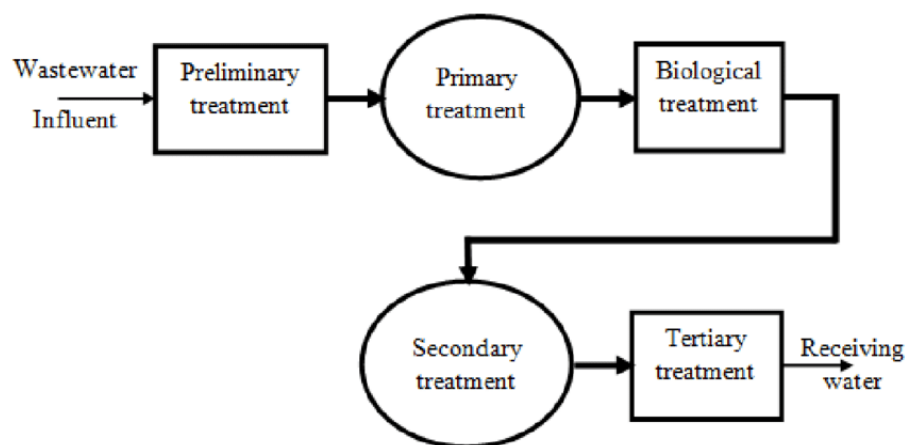 Wastewater
Influent
Preliminary
treatment
Primary
treatment
Biological
treatment
Secondary
treatment
Tertiary
treatment
Receiving
water